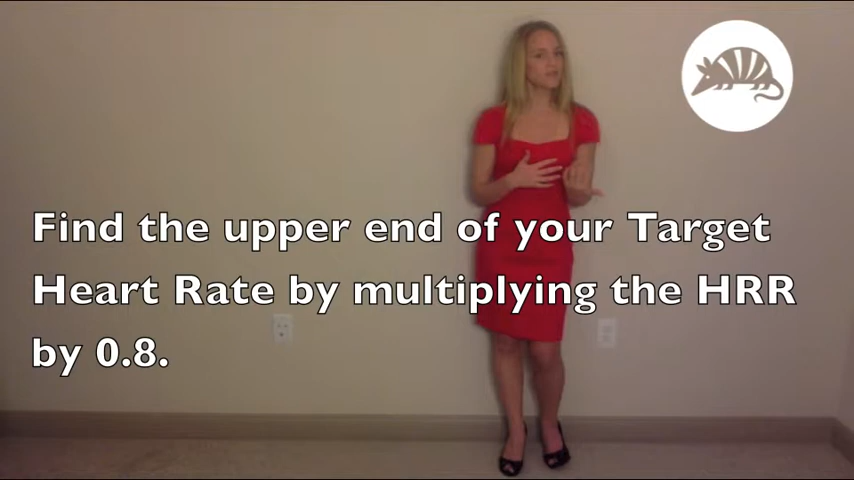 Find the upper end of your Target
Heart Rate by multiplying the HRR
by 0.8.